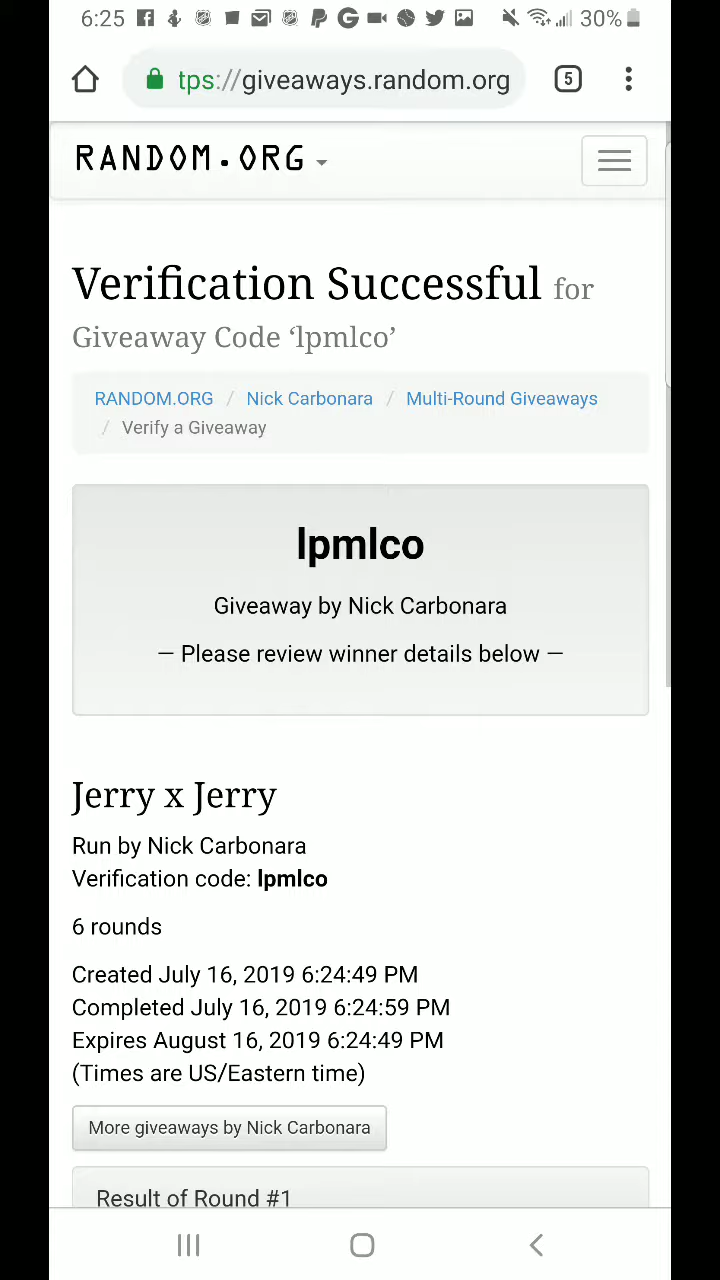 6:25
30%
tps://giveaways.random.org
5
RANDOM.ORG
Verification Successful for
Giveaway Code ‘lpmlco’
RANDOM.ORG / Nick Carbonara / Multi-Round Giveaways
/ Verify a Giveaway
lpmlco
Giveaway by Nick Carbonara
— Please review winner details below —
Jerry x Jerry
Run by Nick Carbonara
Verification code: lpmlco
6 rounds
Created July 16, 2019 6:24:49 PM
Completed July 16, 2019 6:24:59 PM
Expires August 16, 2019 6:24:49 PM
(Times are US/Eastern time)
More giveaways by Nick Carbonara
Result of Round #1